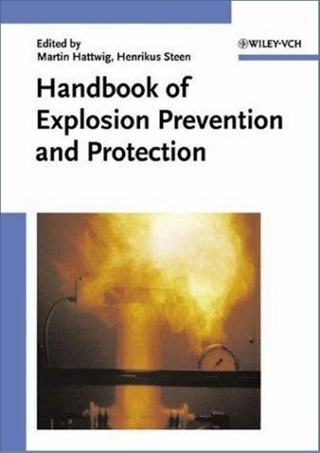 Edited by
Martin Hattwig, Henrikus Steen
WILEY-VCH
Handbook of
Explosion Prevention
and Protection